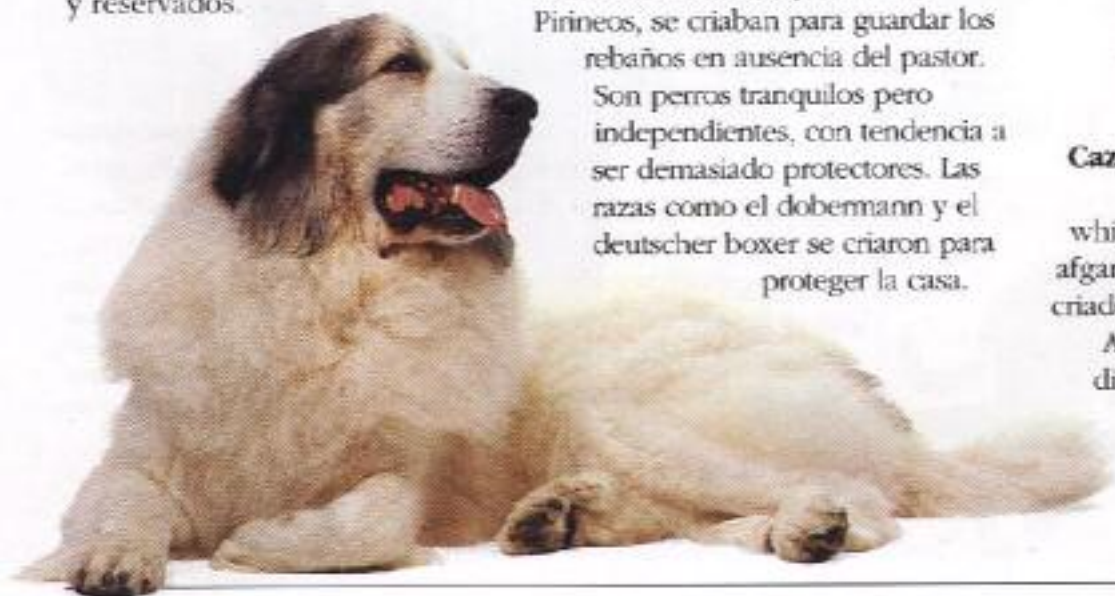 y reservados.
Pirineos, se criaban para guardar los
rebaños en ausencia del pastor.
Son perros tranquilos pero
independientes, con tendencia a
ser demasiado protectores. Las
razas como el dobermann y el
deutscher boxer se criaron para
proteger la casa.
Caz
whi
afgar
criad
A
di